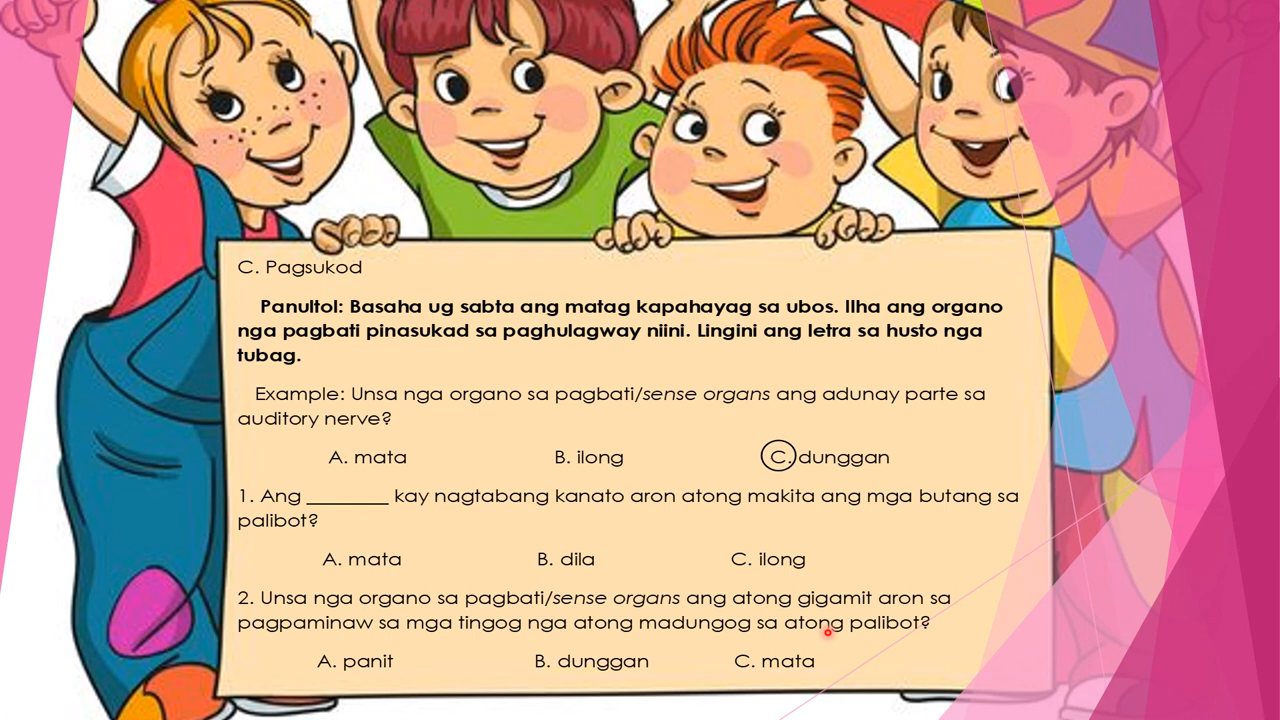 C. Pagsukod
Panultol: Basaha ug sabta ang matag kapahayag sa ubos. Ilha ang organo
nga pagbati pinasukad sa paghulagway niini. Lingini ang letra sa husto nga
tubag.
Example: Unsa nga organo sa pagbati/sense organs ang adunay parte sa
auditory nerve?
A. mata B. ilong C. dunggan
1. Ang ________ kay nagtabang kanato aron atong makita ang mga butang sa
palibot?
A. mata B. dila C. ilong
2. Unsa nga organo sa pagbati/sense organs ang atong gigamit aron sa
pagpaminaw sa mga tingog nga atong madungog sa atong palibot?
A. panit B. dunggan C. mata